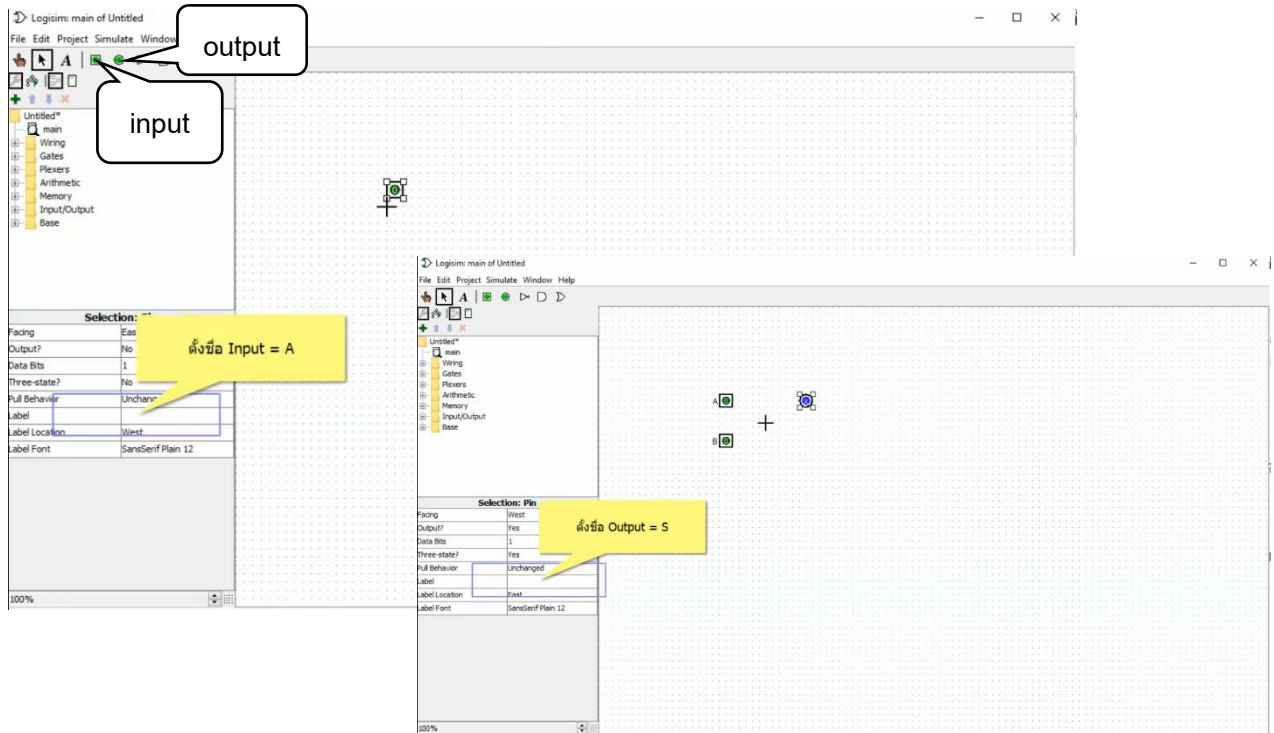 Logisim: main of Untitled
File Edit Project Simulate Window
output
A
input
Untitled*
main
Wiring
Gates
Plexers
Arithmetic
Memory
Input/Output
Base
Selection:
Facing
Output? No
Data Bits 1
Three-state? No
Pull Behavior
Label
Label Location West
Label Font SansSerif Plain 12
ตั้งชื่อ Input = A
100%
Logisim: main of Untitled
File Edit Project Simulate Window Help
A
Untitled*
main
Wiring
Gates
Plexers
Arithmetic
Memory
Input/Output
Base
A
B
Selection: Pin
Facing West
Output? Yes
Data Bits 1
Three-state? Yes
Pull Behavior Unchanged
Label
Label Location East
Label Font SansSerif Plain 12
ตั้งชื่อ Output = S
100%